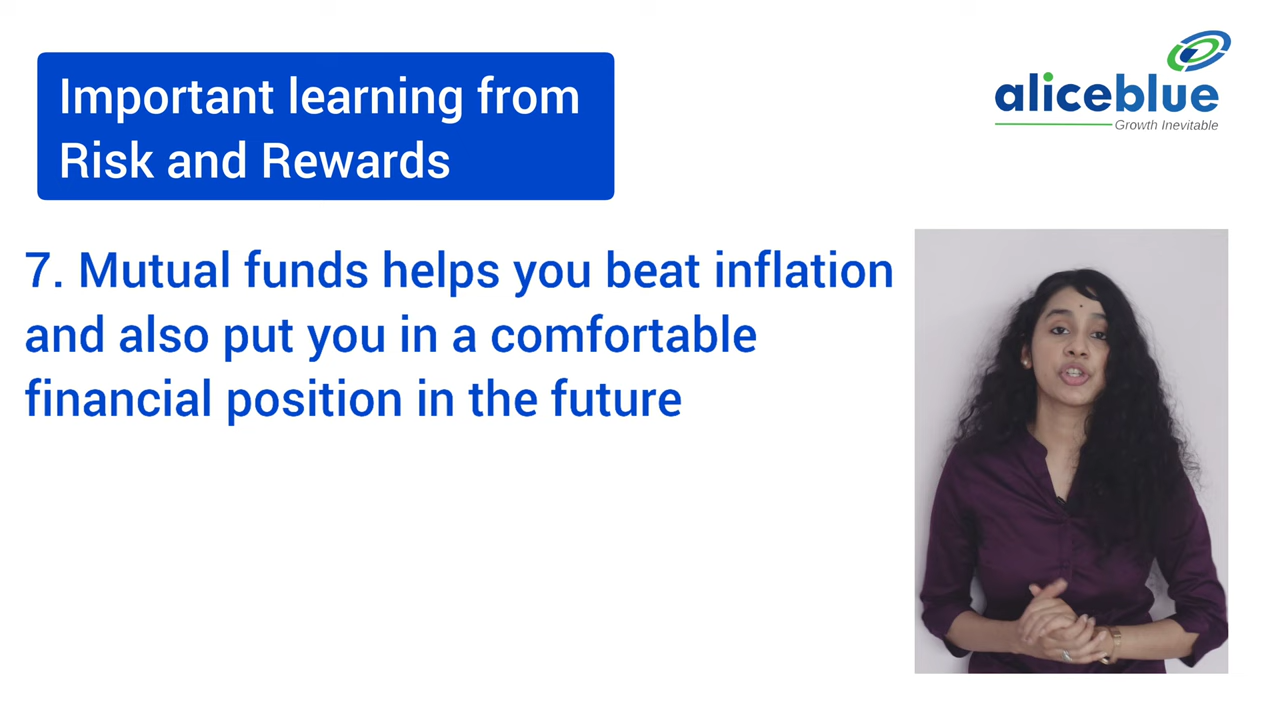 Important learning from
Risk and Rewards
aliceblue
Growth Inevitable
7. Mutual funds helps you beat inflation
and also put you in a comfortable
financial position in the future